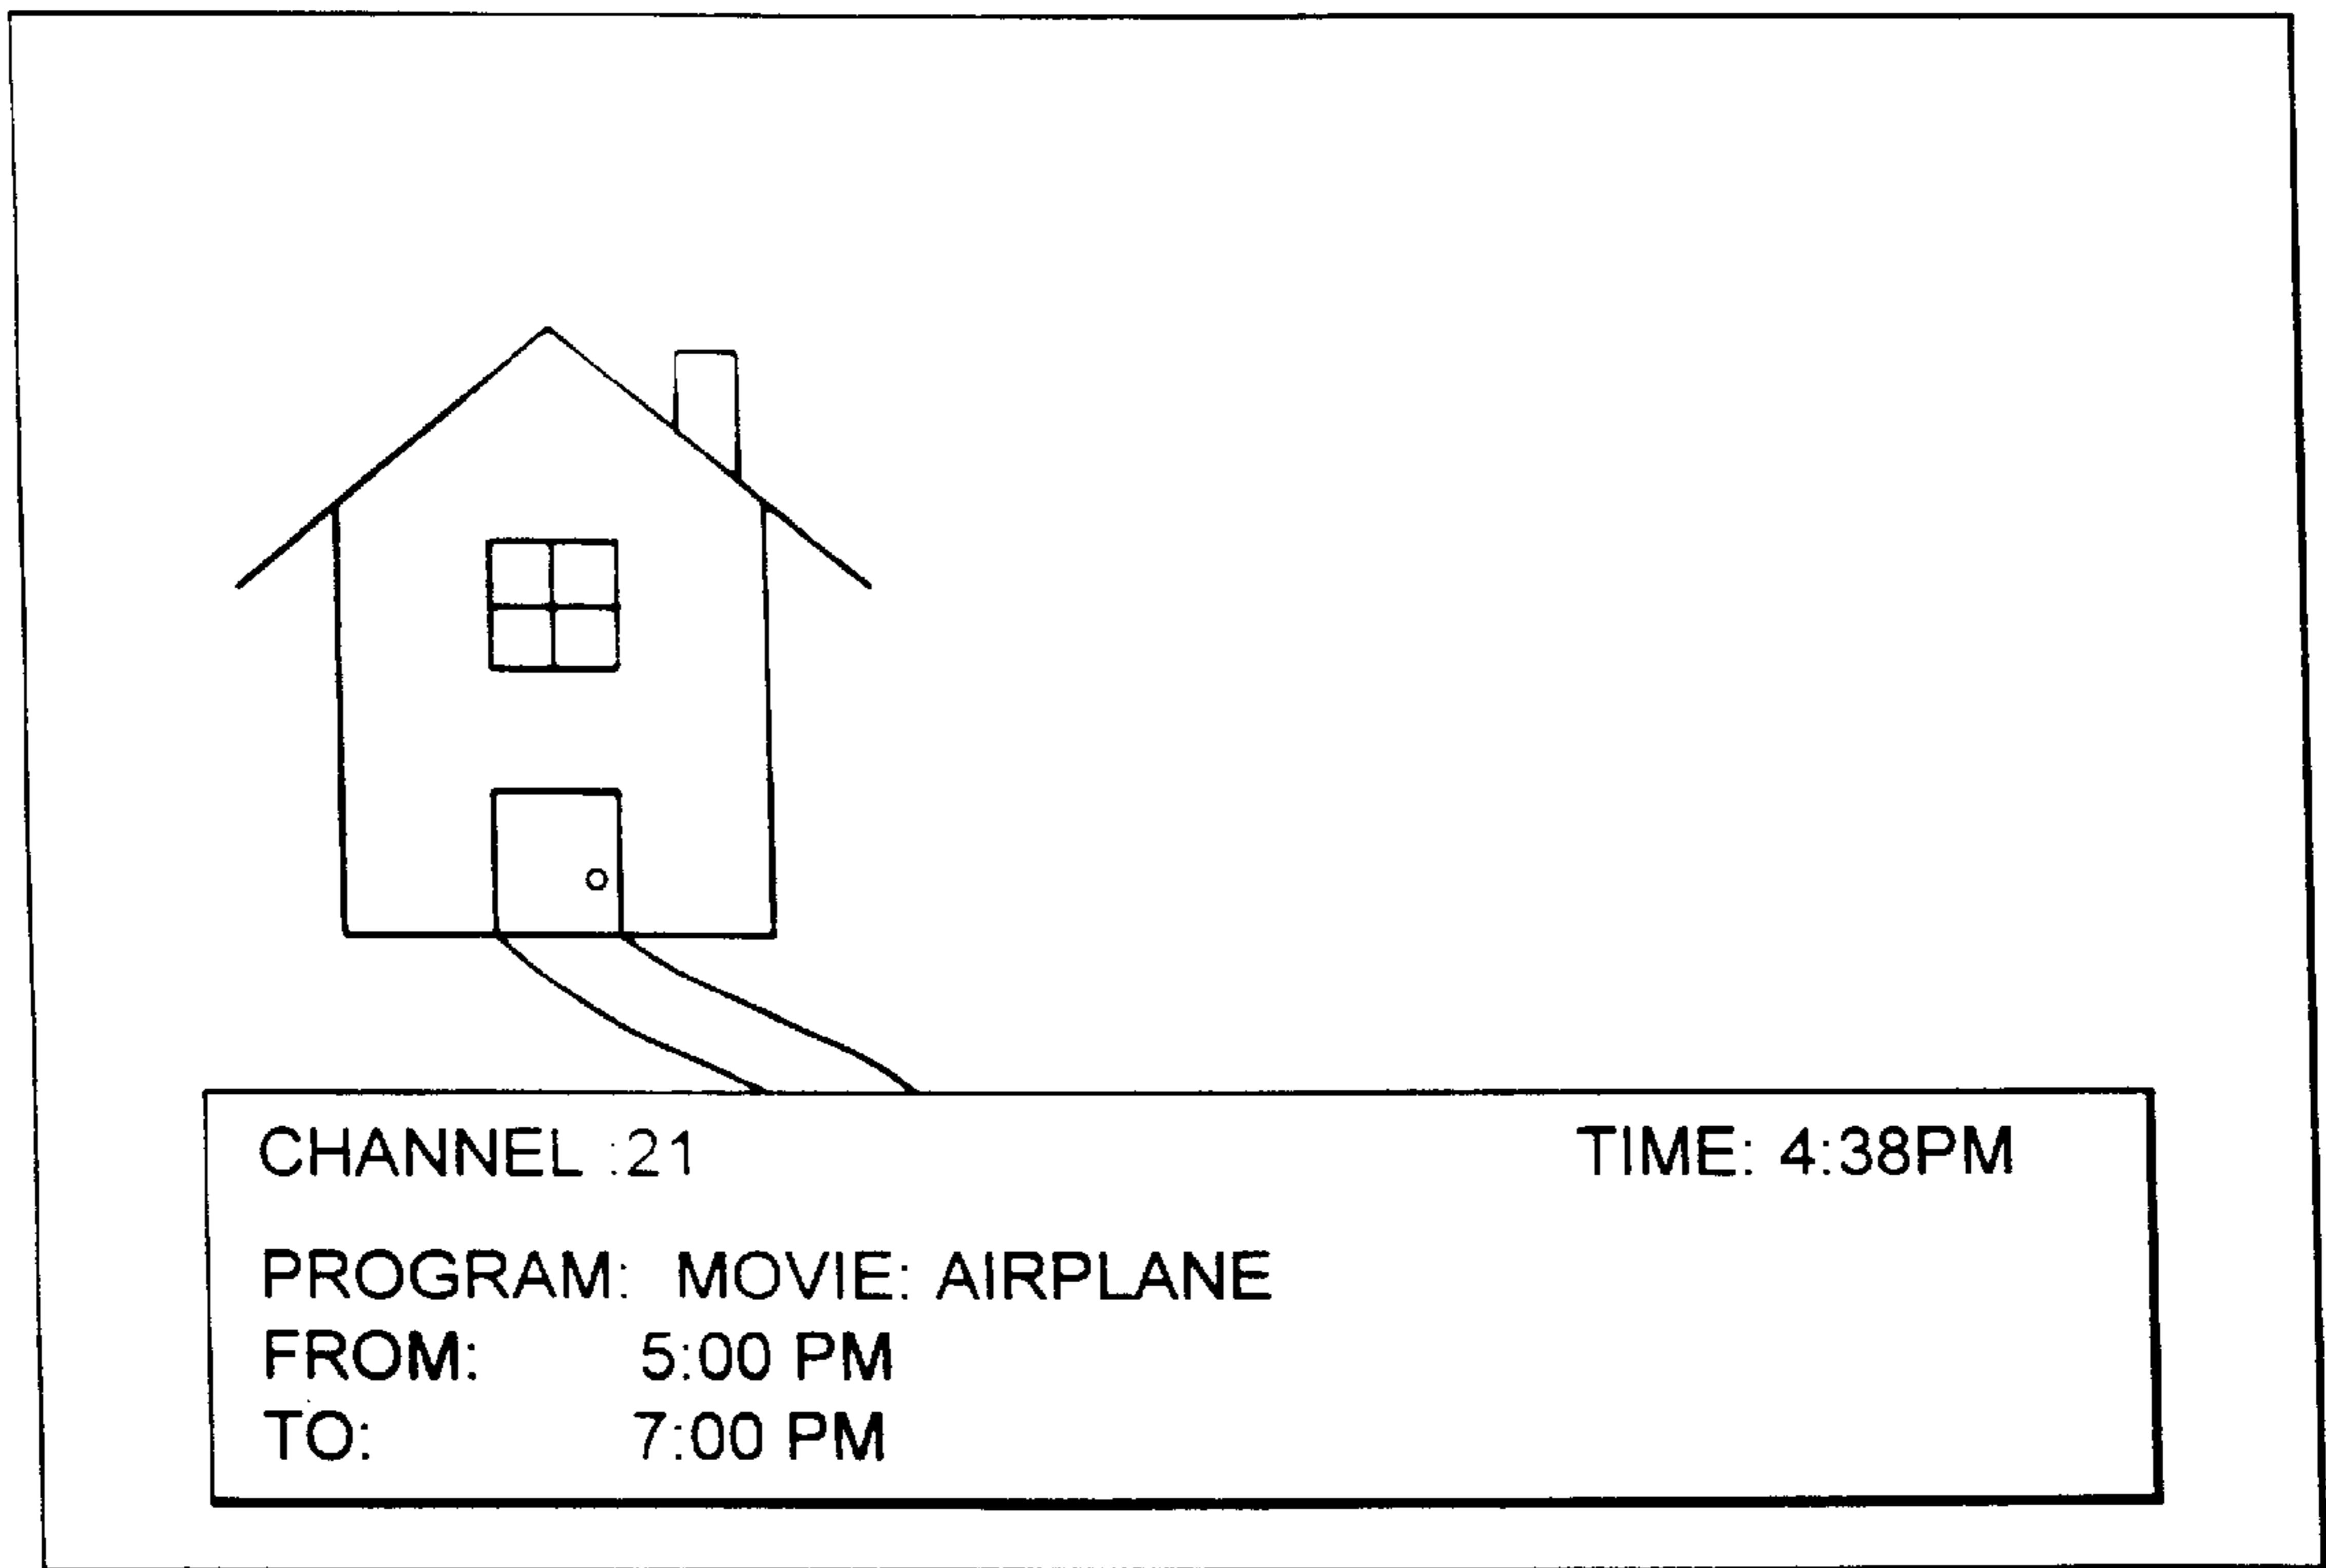 CHANNEL :21 TIME: 4:38PM
PROGRAM: MOVIE: AIRPLANE
FROM: 5:00 PM
TO: 7:00 PM